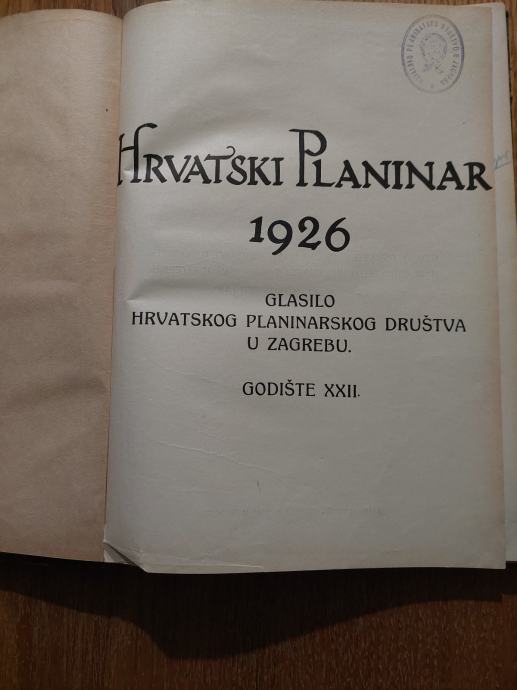 HRVATSKI PLANINAR
1926
GLASILO
HRVATSKOG PLANINARSKOG DRUŠTVA
U ZAGREBU.
GODIŠTE XXII.